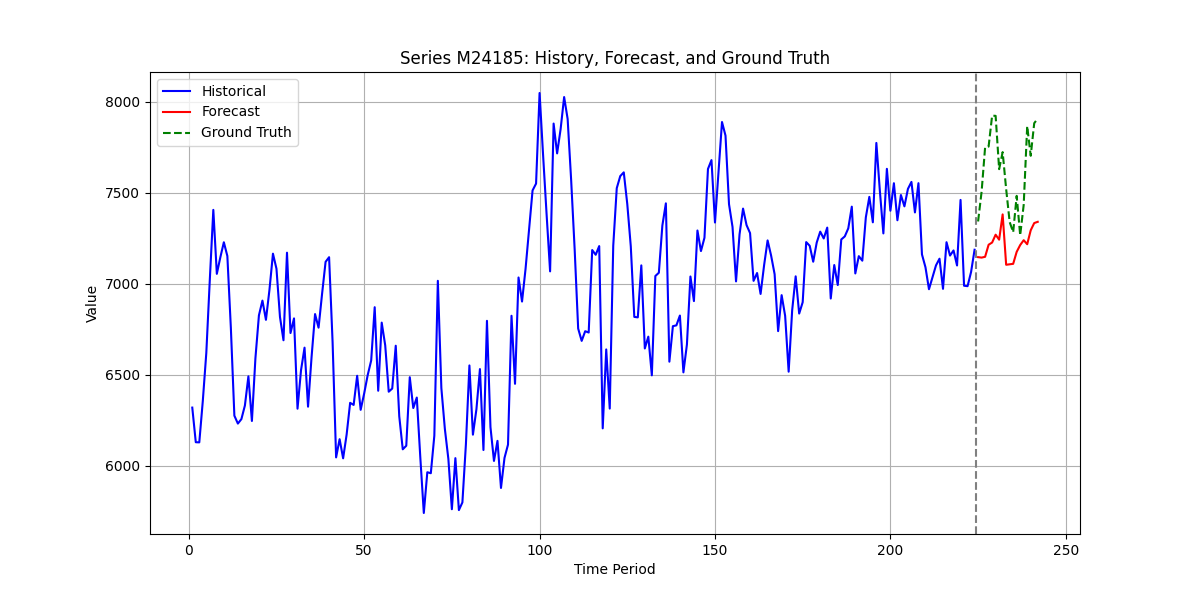 Series M24185: History, Forecast, and Ground Truth
Historical
Forecast
Ground Truth
8000
7500
7000
6500
6000
Value
0 50 100 150 200 250
Time Period